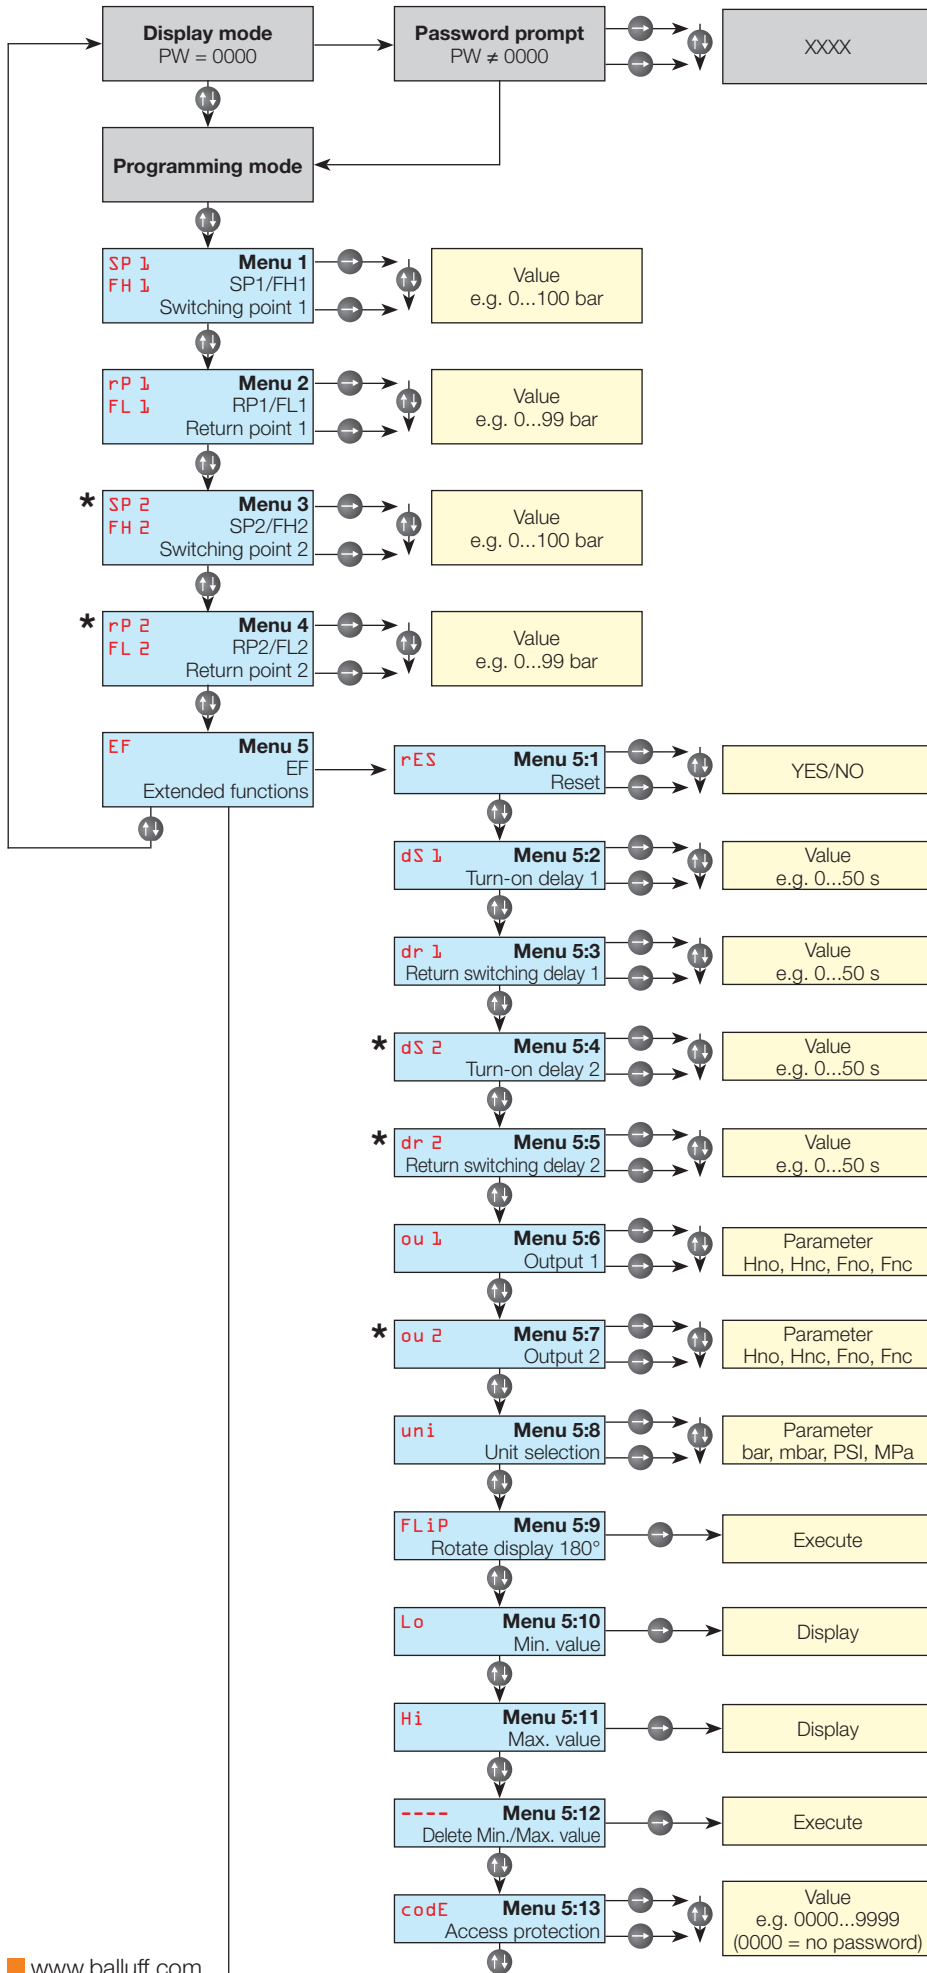 Display mode
PW = 0000
Password prompt
PW ≠ 0000
XXXX
Programming mode
SP 1 Menu 1
FH 1 SP1/FH1
Switching point 1
Value
e.g. 0...100 bar
rP 1 Menu 2
FL 1 RP1/FL1
Return point 1
Value
e.g. 0...99 bar
* SP 2 Menu 3
FH 2 SP2/FH2
Switching point 2
Value
e.g. 0...100 bar
* rP 2 Menu 4
FL 2 RP2/FL2
Return point 2
Value
e.g. 0...99 bar
EF Menu 5
EF
Extended functions
rES Menu 5:1
Reset
YES/NO
dS 1 Menu 5:2
Turn-on delay 1
Value
e.g. 0...50 s
dr 1 Menu 5:3
Return switching delay 1
Value
e.g. 0...50 s
* dS 2 Menu 5:4
Turn-on delay 2
Value
e.g. 0...50 s
* dr 2 Menu 5:5
Return switching delay 2
Value
e.g. 0...50 s
ou 1 Menu 5:6
Output 1
Parameter
Hno, Hnc, Fno, Fnc
* ou 2 Menu 5:7
Output 2
Parameter
Hno, Hnc, Fno, Fnc
uni Menu 5:8
Unit selection
Parameter
bar, mbar, PSI, MPa
FLiP Menu 5:9
Rotate display 180°
Execute
Lo Menu 5:10
Min. value
Display
Hi Menu 5:11
Max. value
Display
---- Menu 5:12
Delete Min./Max. value
Execute
codE Menu 5:13
Access protection
Value
e.g. 0000...9999
(0000 = no password)
www.balluff.com